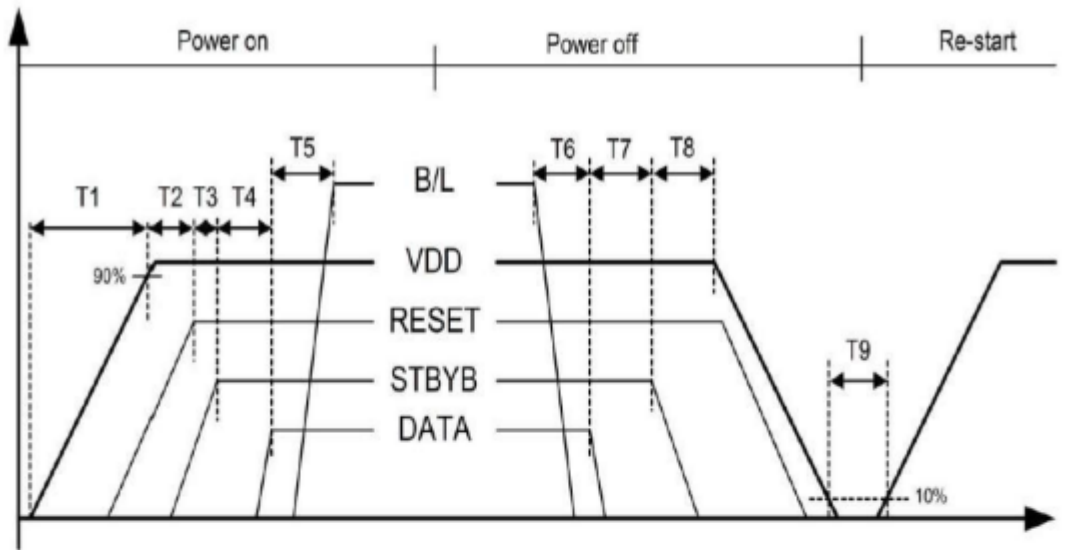 Power on Power off Re-start
T5 T6 T7 T8
B/L
T1 T2 T3 T4
VDD
90%
RESET
T9
STBYB
DATA
10%